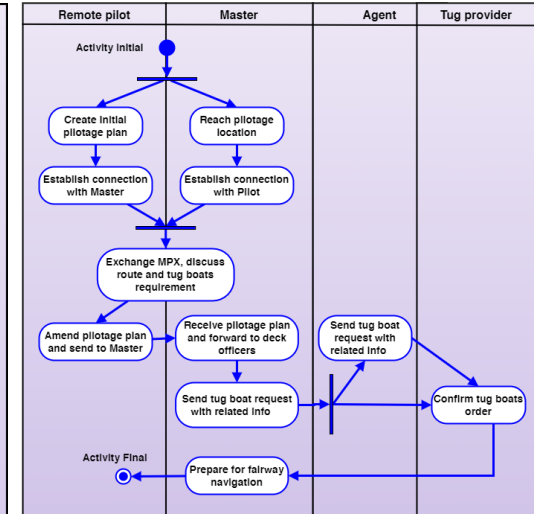 Remote pilot
Master
Agent
Tug provider
Activity Initial
Create initial
pilotage plan
Reach pilotage
location
Establish connection
with Master
Establish connection
with Pilot
Exchange MPX, discuss
route and tug boats
requirement
Amend pilotage plan
and send to Master
Receive pilotage plan
and forward to deck
officers
Send tug boat
request with
related info
Send tug boat request
with related info
Confirm tug boats
order
Activity Final
Prepare for fairway
navigation